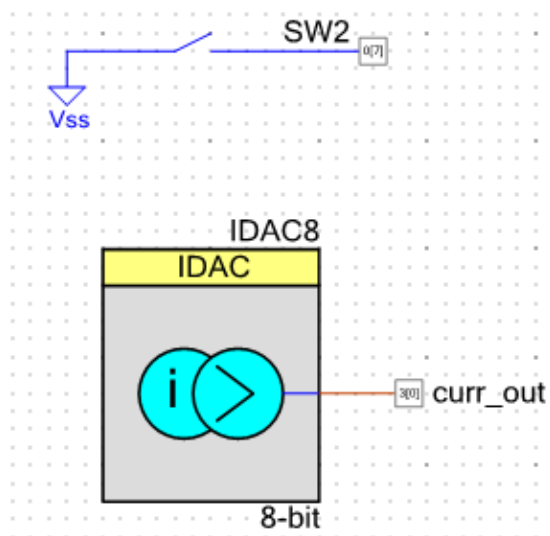 SW2
0[7]
Vss
IDAC8
IDAC
i
3[0]
curr_out
8-bit